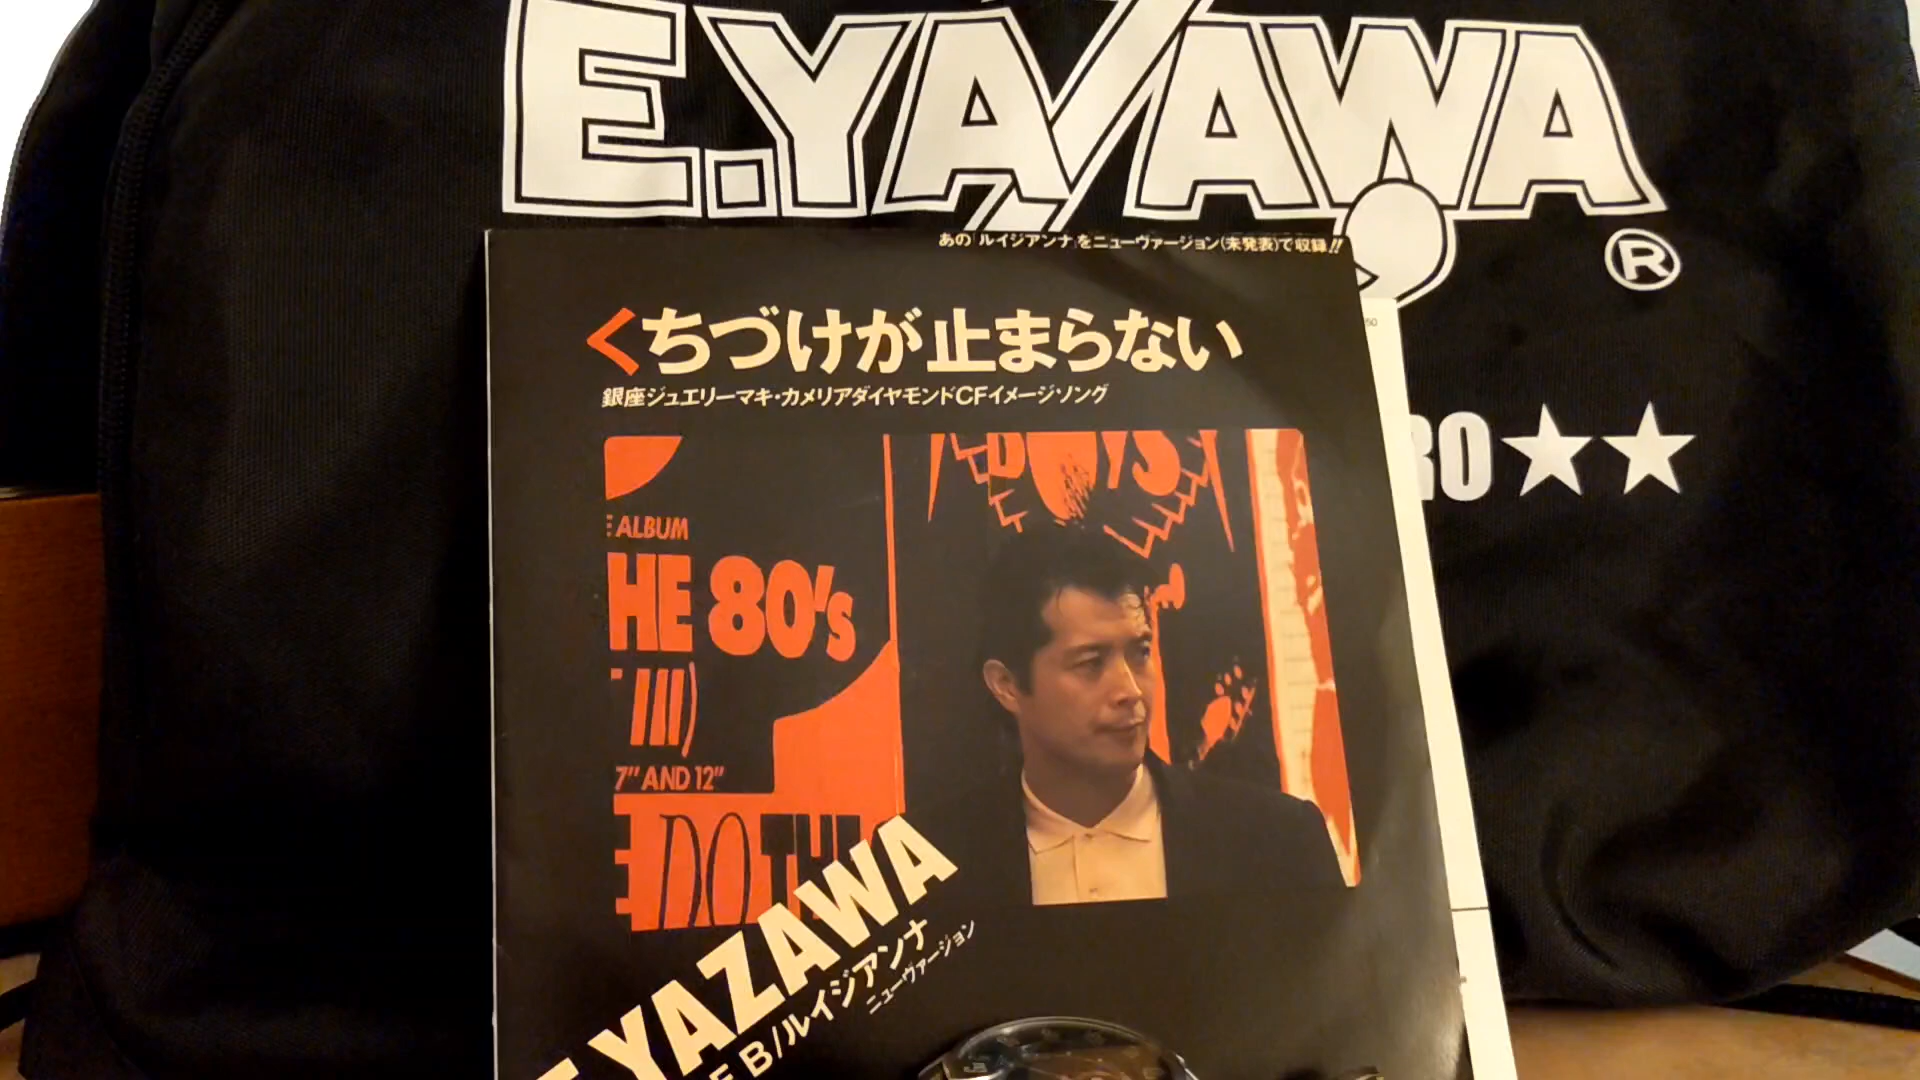 E.YAZAWA
®
RO★★
あの「ルイジアンナ」をニューヴァージョン(未発表)で収録!!
くちづけが止まらない
銀座ジュエリーマキ・カメリアダイヤモンドCFイメージソング
ALBUM
HE 80's
III)
7" AND 12"
DO TH
YAZAWA
B/ルイジアンナ
ニューヴァージョン